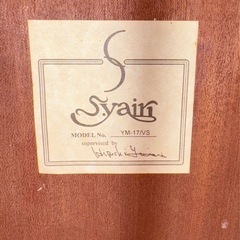 S.Yairi
MODEL No. YM-17/VS
supervised by